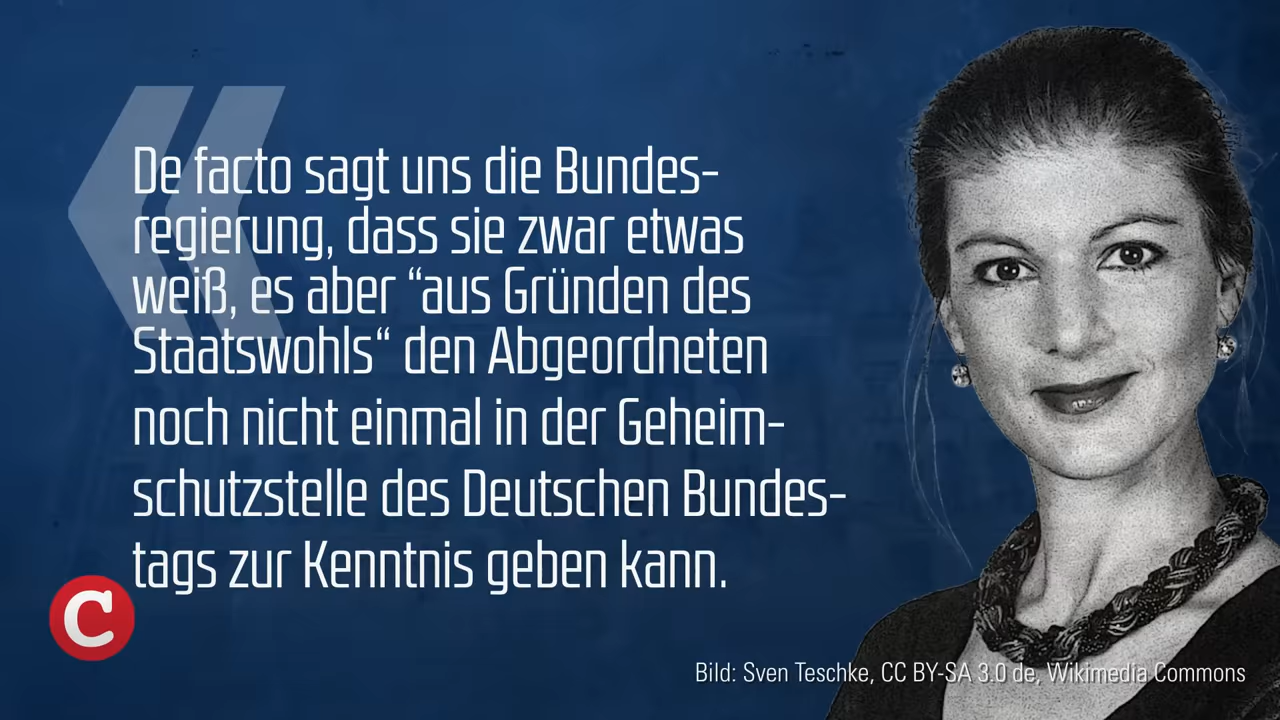 De facto sagt uns die Bundes-
regierung, dass sie zwar etwas
weiß, es aber “aus Gründen des
Staatswohls“ den Abgeordneten
noch nicht einmal in der Geheim-
schutzstelle des Deutschen Bundes-
tags zur Kenntnis geben kann.
C
Bild: Sven Teschke, CC BY-SA 3.0 de, Wikimedia Commons